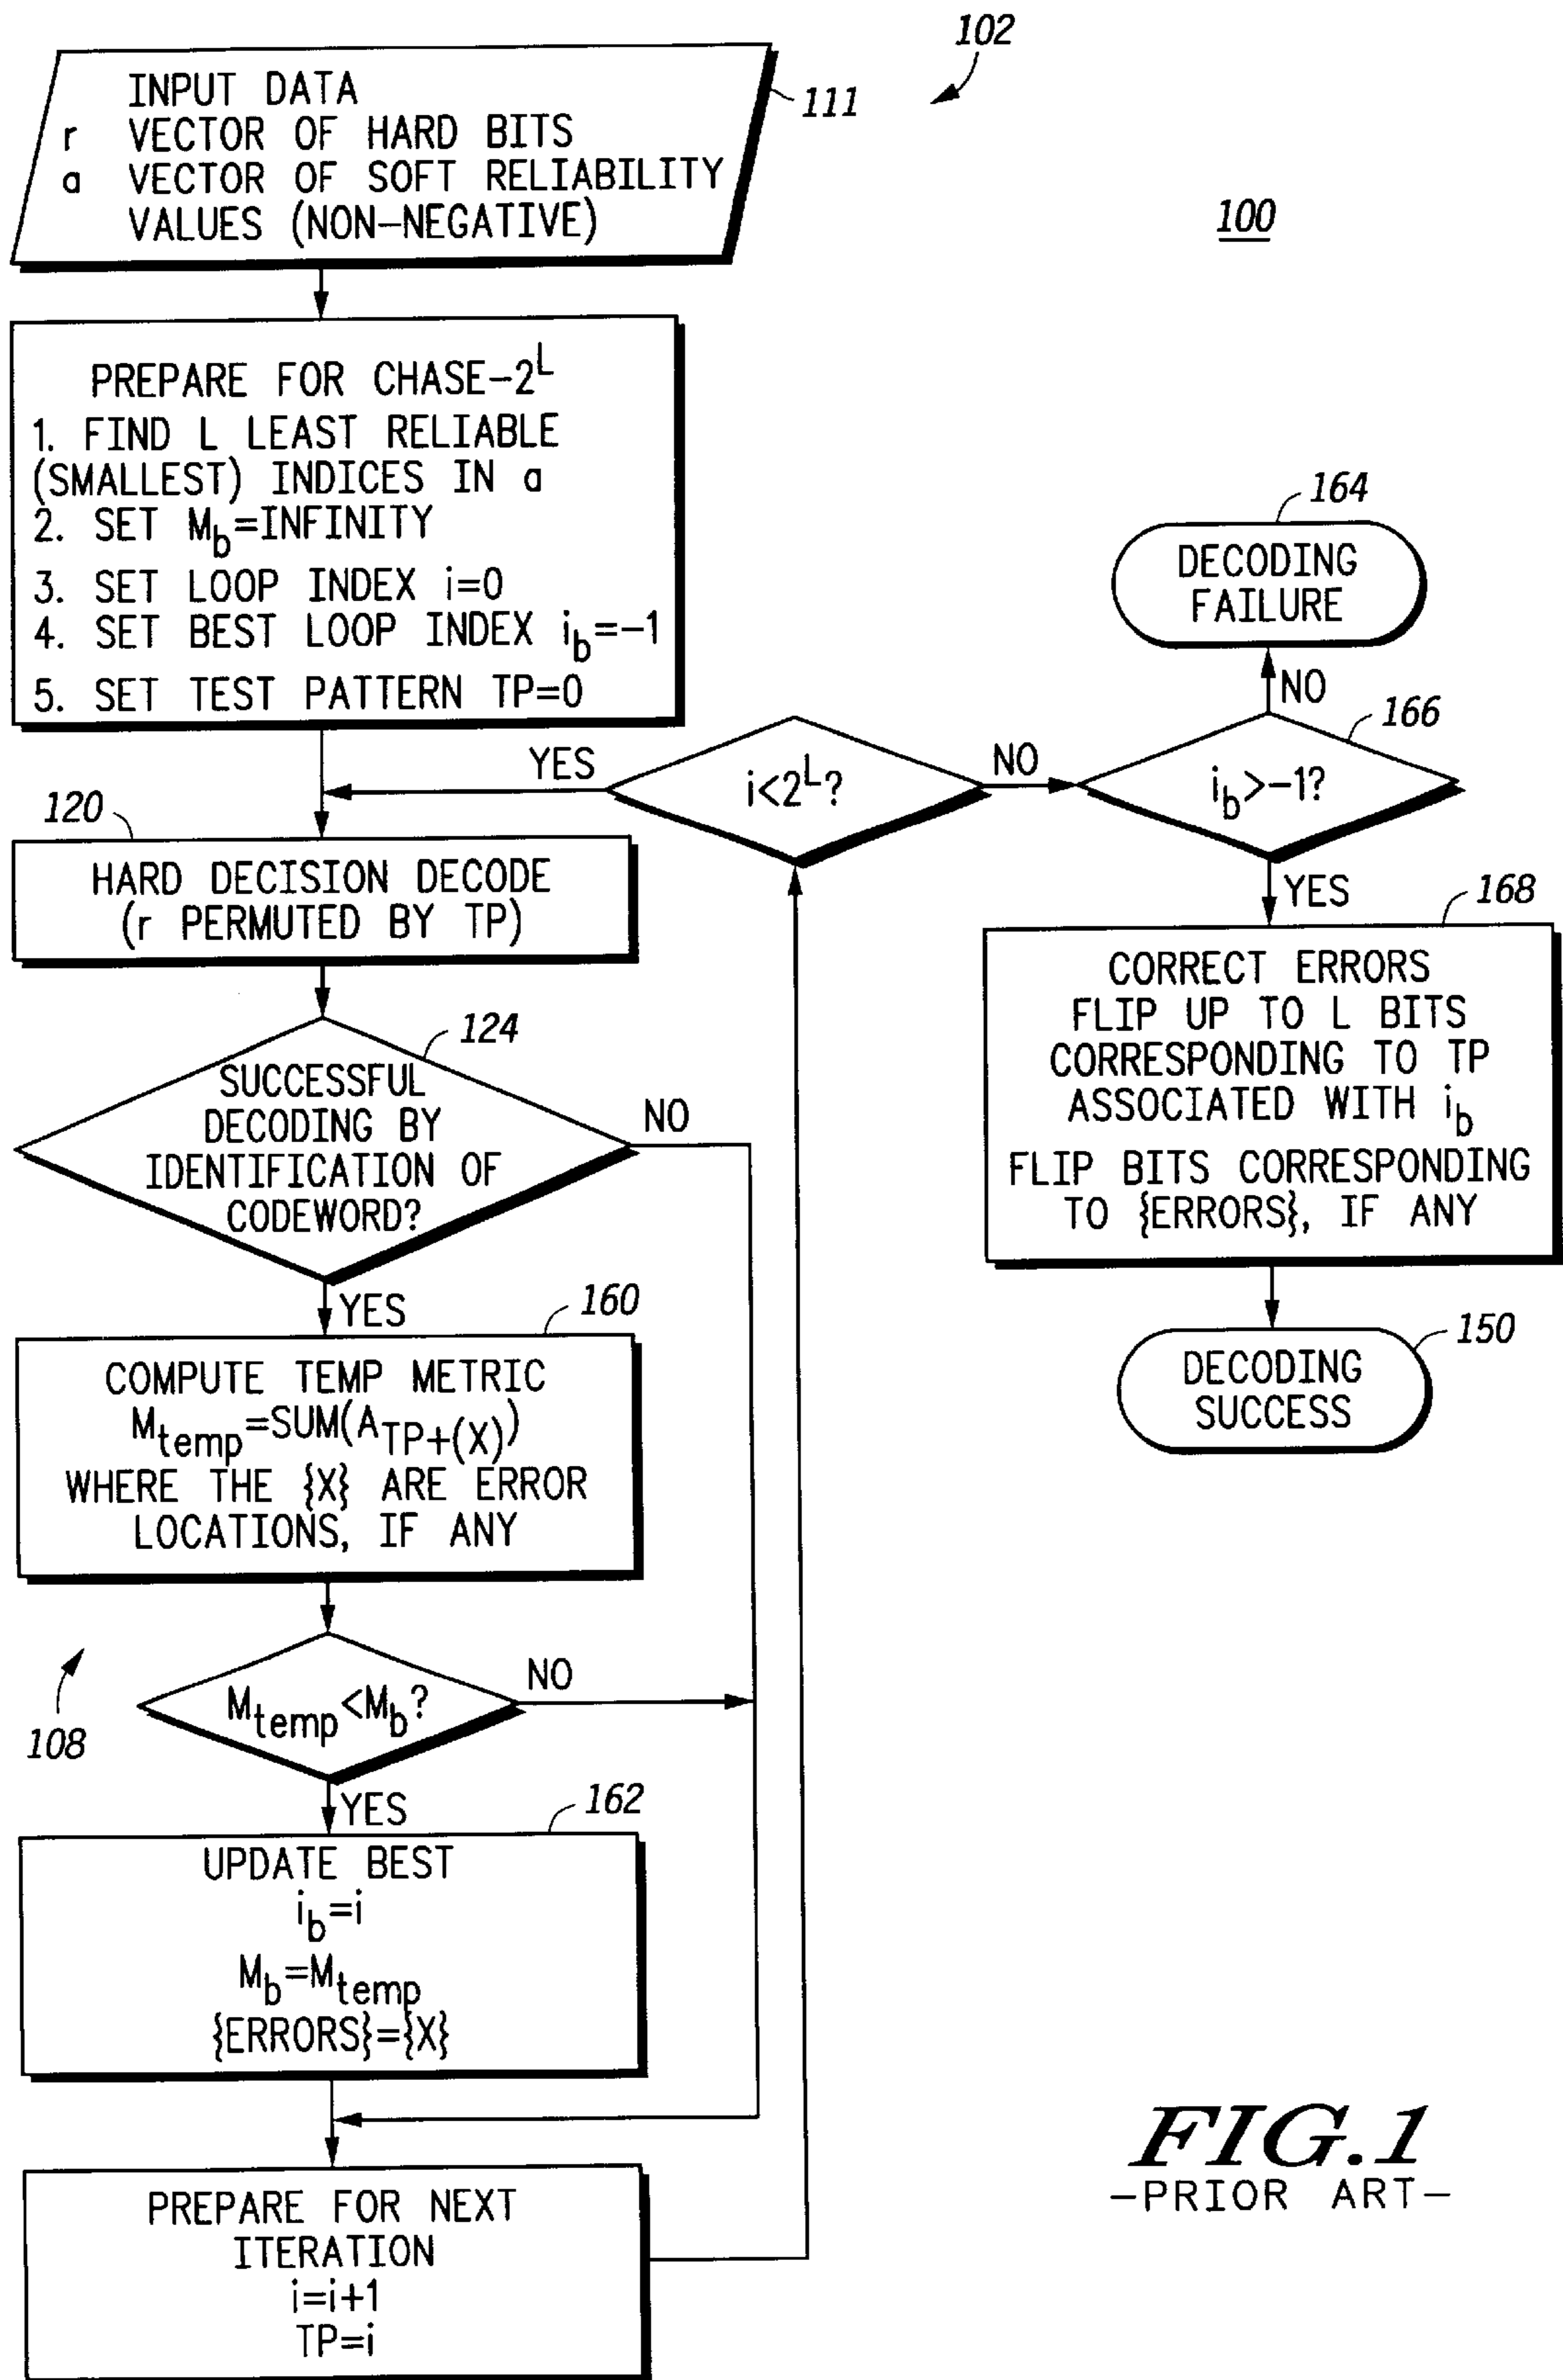 102
INPUT DATA
r VECTOR OF HARD BITS
a VECTOR OF SOFT RELIABILITY
VALUES (NON-NEGATIVE)
111
100
PREPARE FOR CHASE-2^L
1. FIND L LEAST RELIABLE
(SMALLEST) INDICES IN a
2. SET M_b=INFINITY
3. SET LOOP INDEX i=0
4. SET BEST LOOP INDEX i_b=-1
5. SET TEST PATTERN TP=0
164
DECODING
FAILURE
NO
166
YES
i<2^L?
NO
i_b>-1?
YES
120
HARD DECISION DECODE
(r PERMUTED BY TP)
168
CORRECT ERRORS
FLIP UP TO L BITS
CORRESPONDING TO TP
ASSOCIATED WITH i_b
FLIP BITS CORRESPONDING
TO {ERRORS}, IF ANY
124
SUCCESSFUL
DECODING BY
IDENTIFICATION OF
CODEWORD?
NO
YES
150
DECODING
SUCCESS
160
COMPUTE TEMP METRIC
M_temp=SUM(A_TP+(X))
WHERE THE {X} ARE ERROR
LOCATIONS, IF ANY
108
M_temp<M_b?
NO
YES
162
UPDATE BEST
i_b=i
M_b=M_temp
{ERRORS}={X}
PREPARE FOR NEXT
ITERATION
i=i+1
TP=i
FIG.1
-PRIOR ART-